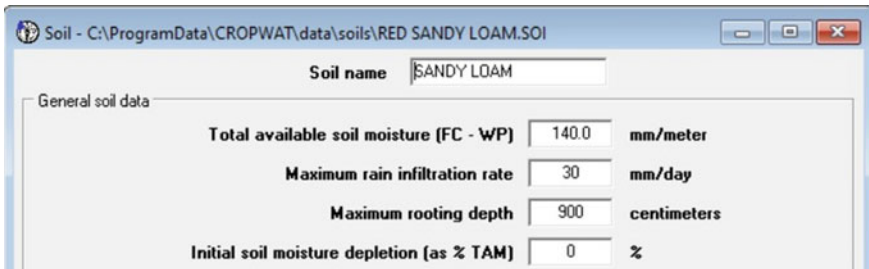 Soil - C:\ProgramData\CROPWAT\data\soils\RED SANDY LOAM.SOI
Soil name SANDY LOAM
General soil data
Total available soil moisture (FC - WP) 140.0 mm/meter
Maximum rain infiltration rate 30 mm/day
Maximum rooting depth 900 centimeters
Initial soil moisture depletion (as % TAM) 0 %